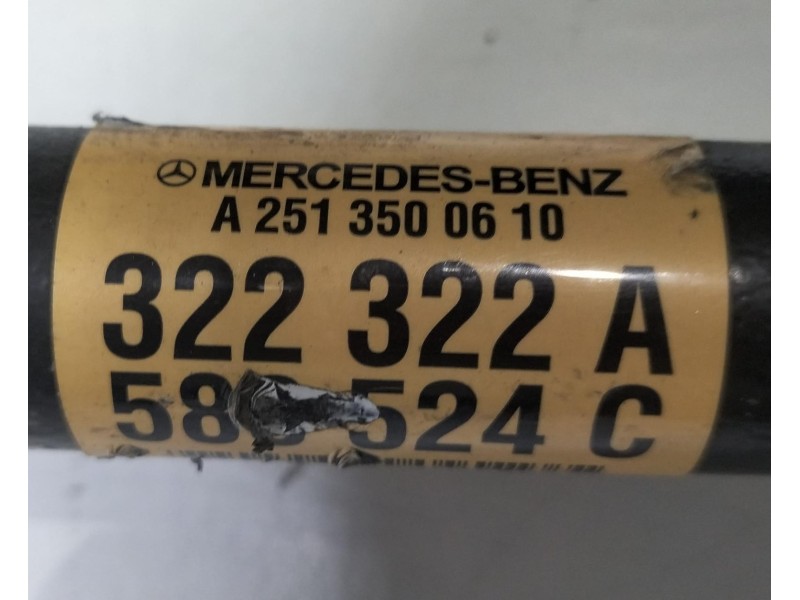 MERCEDES-BENZ
A 251 350 06 10
322 322 A
524 C